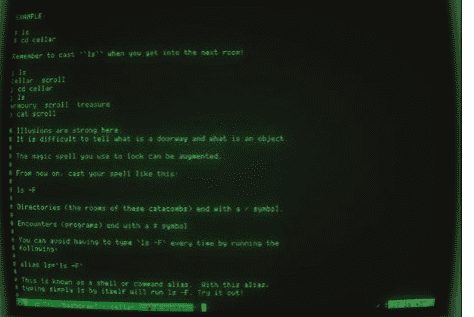 EXAMPLE
# ls
# cd cellar
Remember to cast ``ls`` when you get into the next room!
$ ls
cellar scroll
$ cd cellar
$ ls
armoury scroll treasure
$ cat scroll
# Illusions are strong here.
# It is difficult to tell what is a doorway and what is an object.
#
# The magic spell you use to look can be augmented.
#
# From now on, cast your spell like this:
#
# ls -F
#
# Directories (the rooms of these catacombs) end with a / symbol.
#
# Encounters (programs) end with a * symbol
#
# You can avoid having to type `ls -F` every time by running the
# following:
#
# alias ls='ls -F'
#
# This is known as a shell or command alias. With this alias,
# typing simply ls by itself will run ls -F. Try it out!
cellar